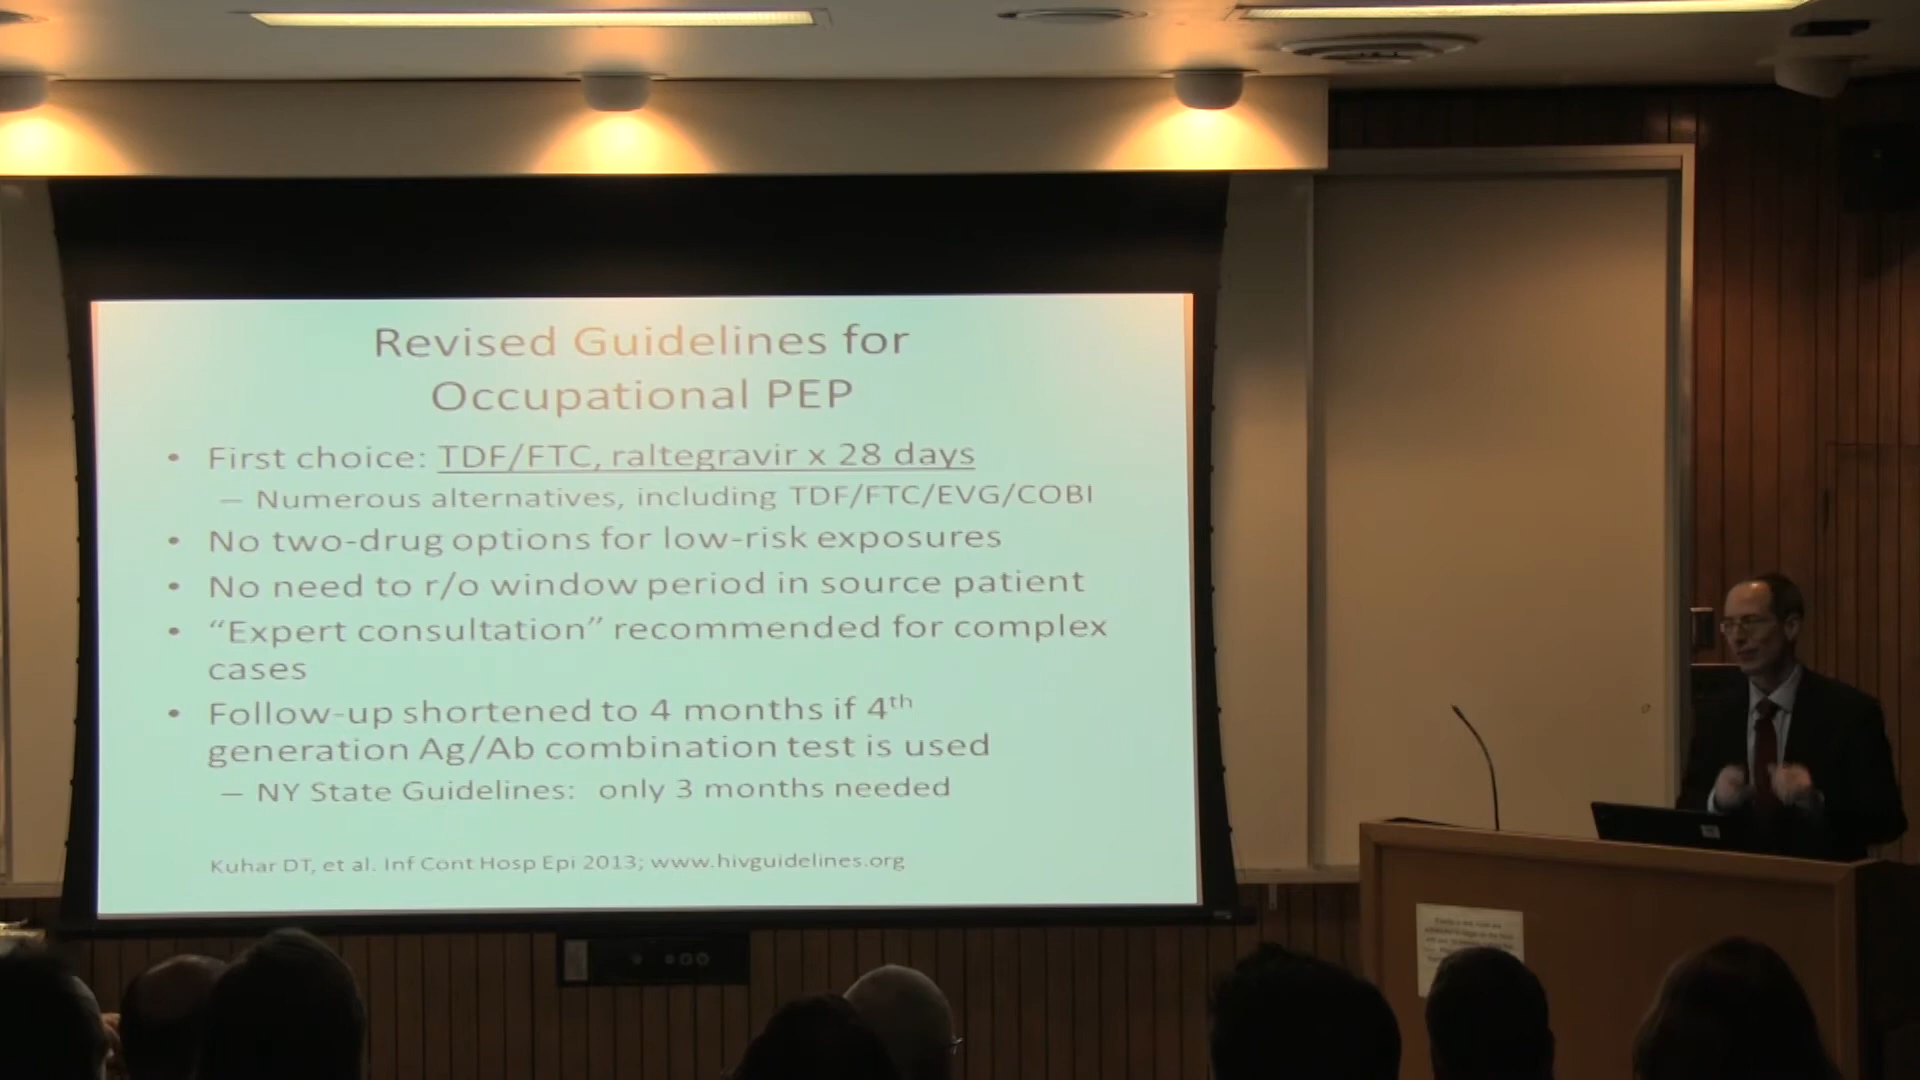 Revised Guidelines for
Occupational PEP
• First choice: TDF/FTC, raltegravir x 28 days
– Numerous alternatives, including TDF/FTC/EVG/COBI
• No two-drug options for low-risk exposures
• No need to r/o window period in source patient
• “Expert consultation” recommended for complex
cases
• Follow-up shortened to 4 months if 4th
generation Ag/Ab combination test is used
– NY State Guidelines: only 3 months needed
Kuhar DT, et al. Inf Cont Hosp Epi 2013; www.hivguidelines.org